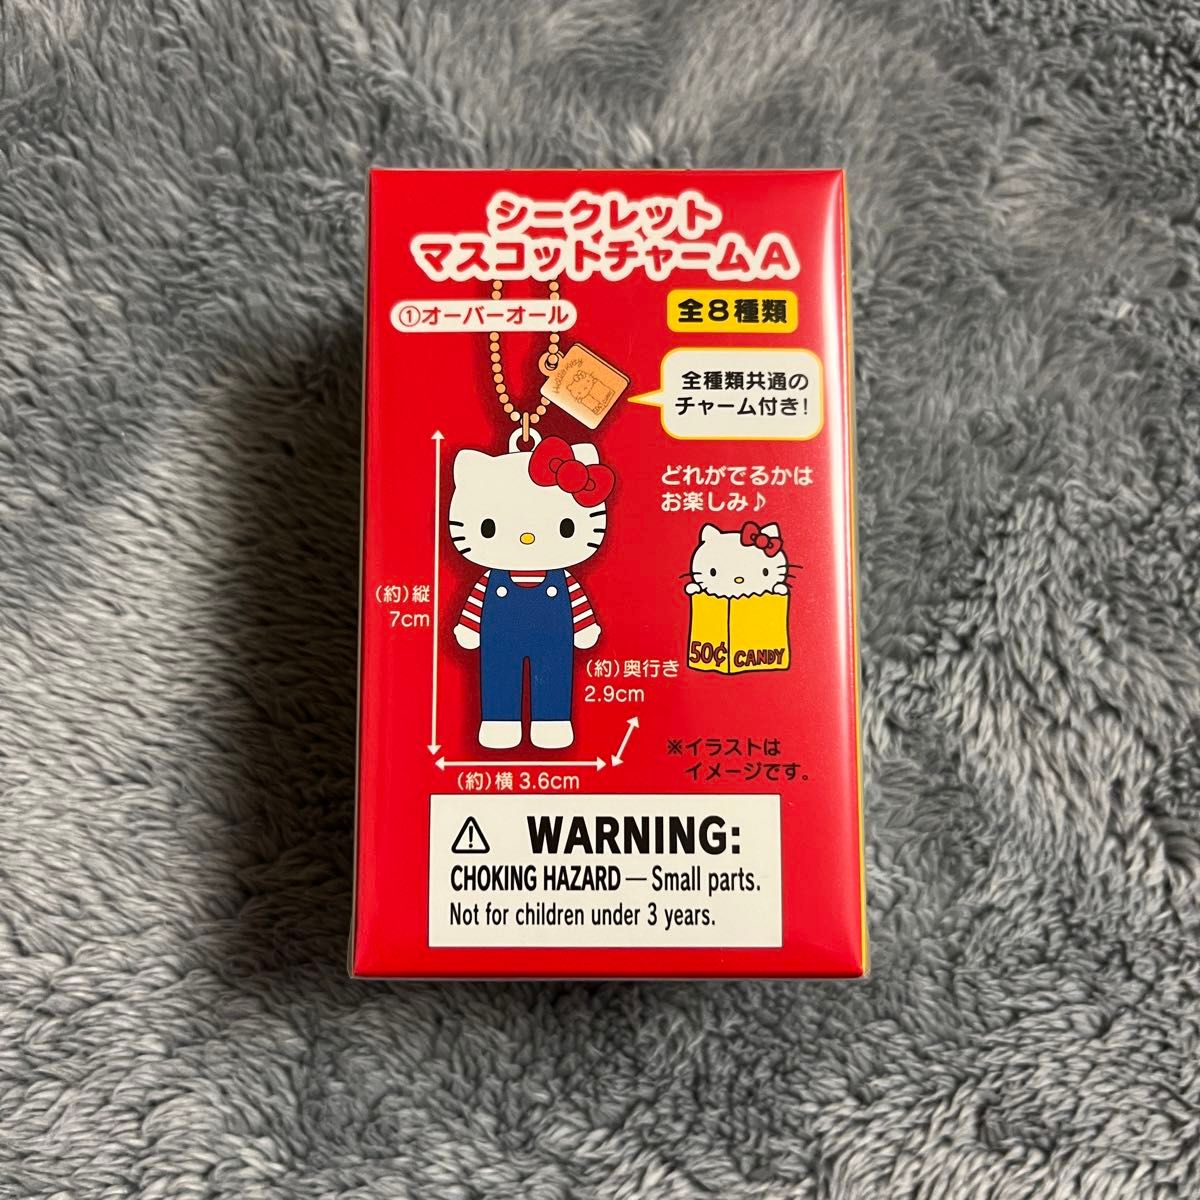 シークレット
マスコットチャームA
①オーバーオール
全8種類
Hello Kitty
全種類共通の
チャーム付き!
どれがでるかは
お楽しみ♪
(約)縦
7cm
50¢ CANDY
(約)奥行き
2.9cm
(約)横3.6cm
※イラストは
イメージです。
WARNING:
CHOKING HAZARD — Small parts.
Not for children under 3 years.